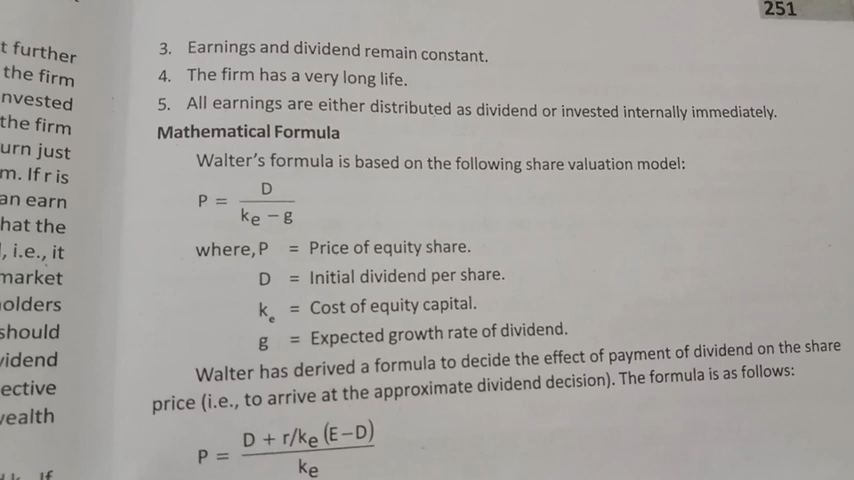 251
t further
the firm
nvested
the firm
urn just
m. If r is
an earn
hat the
, i.e., it
market
olders
should
vidend
ective
wealth
If
3. Earnings and dividend remain constant.
4. The firm has a very long life.
5. All earnings are either distributed as dividend or invested internally immediately.
Mathematical Formula
Walter's formula is based on the following share valuation model:
P = D / (ke – g)
where, P = Price of equity share.
D = Initial dividend per share.
ke = Cost of equity capital.
g = Expected growth rate of dividend.
Walter has derived a formula to decide the effect of payment of dividend on the share
price (i.e., to arrive at the approximate dividend decision). The formula is as follows:
P = D + r/ke (E – D) / ke